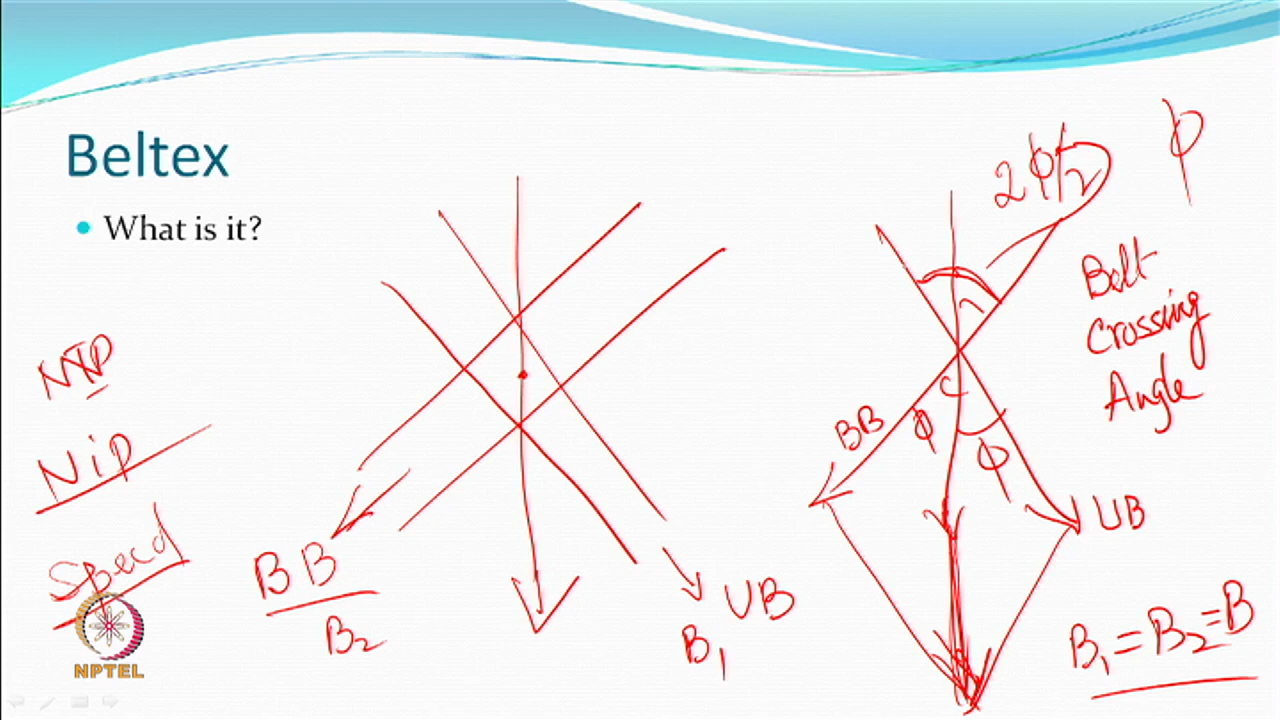 Beltex
What is it?
NIP
Nip
Speed
BB
B2
UB
B1
2 ϕ/2
ϕ
Belt
Crossing
Angle
BB
ϕ
ϕ
UB
B1 = B2 = B
NPTEL